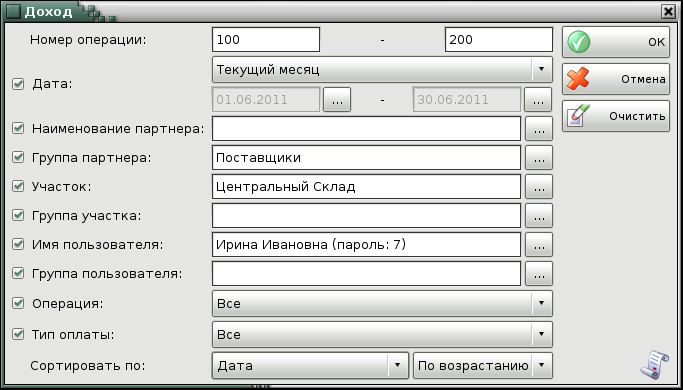 Доход
Номер операции: 100 - 200 OK
Текущий месяц
Дата: Отмена
01.06.2011 ... - 30.06.2011 ...
Очистить
Наименование партнера: ...
Группа партнера: Поставщики ...
Участок: Центральный Склад ...
Группа участка: ...
Имя пользователя: Ирина Ивановна (пароль: 7) ...
Группа пользователя: ...
Операция: Все
Тип оплаты: Все
Сортировать по: Дата По возрастанию